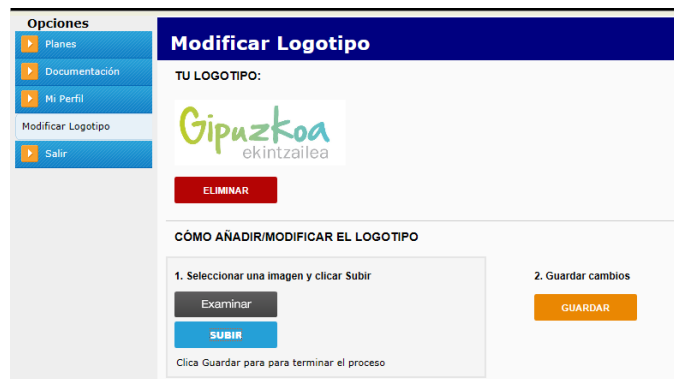 Opciones
Planes
Documentación
Mi Perfil
Modificar Logotipo
Salir
Modificar Logotipo
TU LOGOTIPO:
Gipuzkoa
ekintzailea
ELIMINAR
CÓMO AÑADIR/MODIFICAR EL LOGOTIPO
1. Seleccionar una imagen y clicar Subir
Examinar
SUBIR
Clica Guardar para para terminar el proceso
2. Guardar cambios
GUARDAR